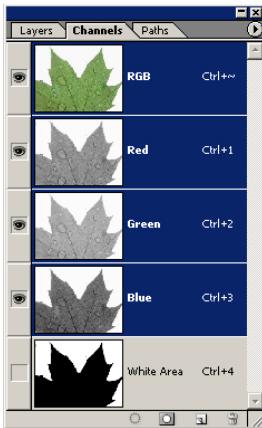 Layers Channels Paths
RGB Ctrl+~
Red Ctrl+1
Green Ctrl+2
Blue Ctrl+3
White Area Ctrl+4